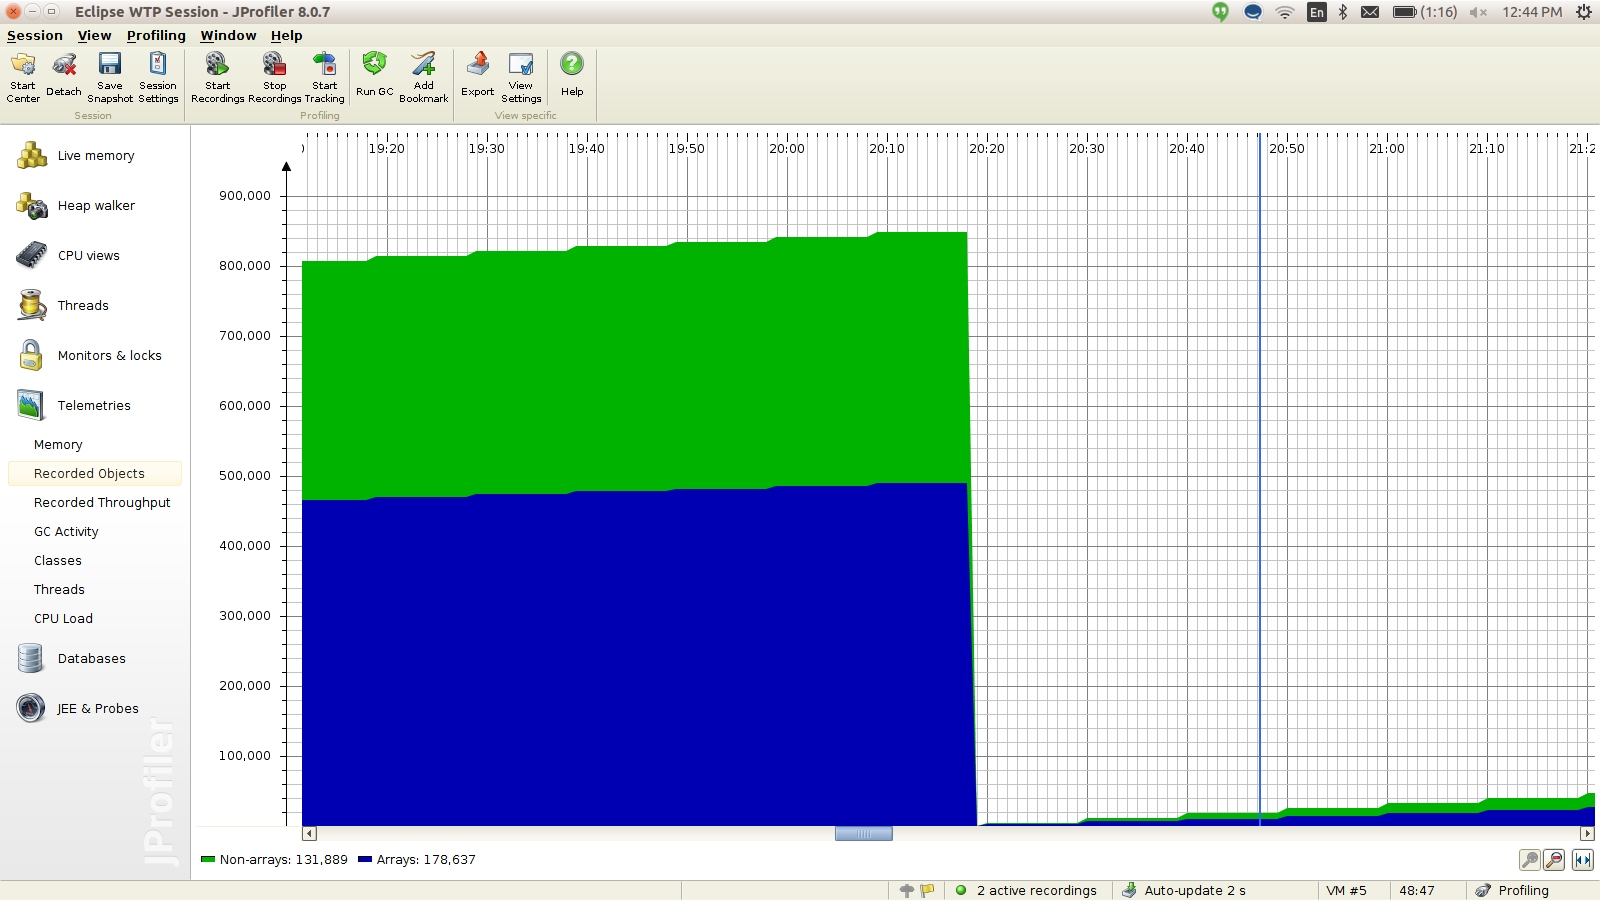 Eclipse WTP Session - JProfiler 8.0.7
En
(1:16)
12:44 PM
Session View Profiling Window Help
Start Center
Detach
Save Snapshot
Session Settings
Start Recordings
Stop Recordings
Start Tracking
Run GC
Add Bookmark
Export
View Settings
Help
Session
Profiling
View specific
Live memory
Heap walker
CPU views
Threads
Monitors & locks
Telemetries
Memory
Recorded Objects
Recorded Throughput
GC Activity
Classes
Threads
CPU Load
Databases
JEE & Probes
JProfiler
19:20 19:30 19:40 19:50 20:00 20:10 20:20 20:30 20:40 20:50 21:00 21:10 21:2
900,000
800,000
700,000
600,000
500,000
400,000
300,000
200,000
100,000
Non-arrays: 131,889 Arrays: 178,637
2 active recordings
Auto-update 2 s
VM #5
48:47
Profiling